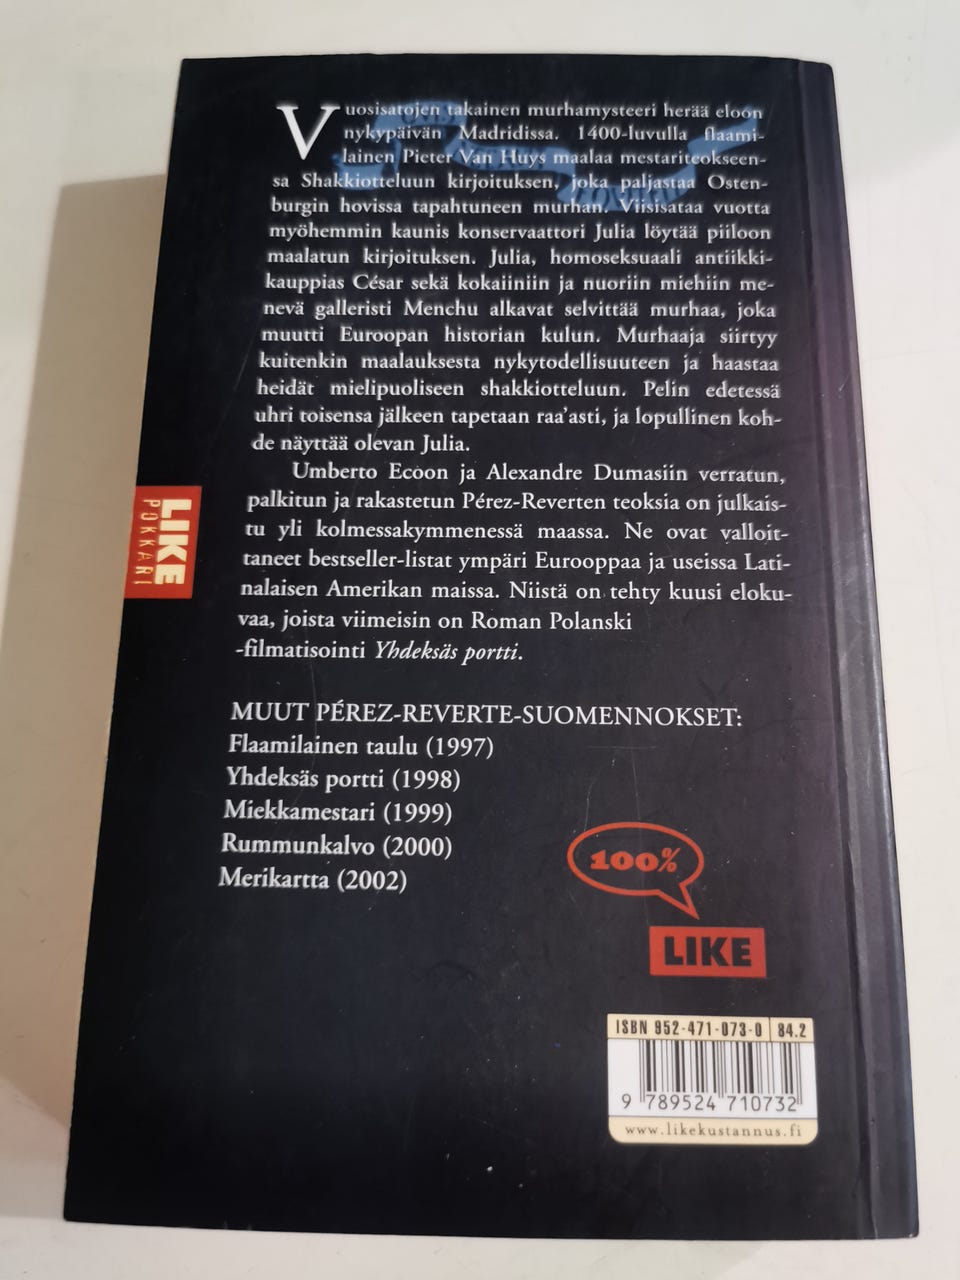 Vuosisatojen takainen murhamysteeri herää eloon
nykypäivän Madridissa. 1400-luvulla flaami-
lainen Pieter Van Huys maalaa mestariteokseen-
sa Shakkiotteluun kirjoituksen, joka paljastaa Osten-
burgin hovissa tapahtuneen murhan. Viisisataa vuotta
myöhemmin kaunis konservaattori Julia löytää piiloon
maalatun kirjoituksen. Julia, homoseksuaali antiikki-
kauppias César sekä kokaiiniin ja nuoriin miehiin me-
nevä galleristi Menchu alkavat selvittää murhaa, joka
muutti Euroopan historian kulun. Murhaaja siirtyy
kuitenkin maalauksesta nykytodellisuuteen ja haastaa
heidät mielipuoliseen shakkiotteluun. Pelin edetessä
uhri toisensa jälkeen tapetaan raa'asti, ja lopullinen koh-
de näyttää olevan Julia.
Umberto Ecoon ja Alexandre Dumasiin verratun,
palkitun ja rakastetun Pérez-Reverten teoksia on julkais-
tu yli kolmessakymmenessä maassa. Ne ovat valloit-
taneet bestseller-listat ympäri Eurooppaa ja useissa Lati-
nalaisen Amerikan maissa. Niistä on tehty kuusi eloku-
vaa, joista viimeisin on Roman Polanski
-filmatisointi Yhdeksäs portti.
LIKE
POKKARI
MUUT PÉREZ-REVERTE-SUOMENNOKSET:
Flaamilainen taulu (1997)
Yhdeksäs portti (1998)
Miekkamestari (1999)
Rummunkalvo (2000)
Merikartta (2002)
100%
LIKE
ISBN 952-471-073-0 84.2
9 789524 710732
www.likekustannus.fi